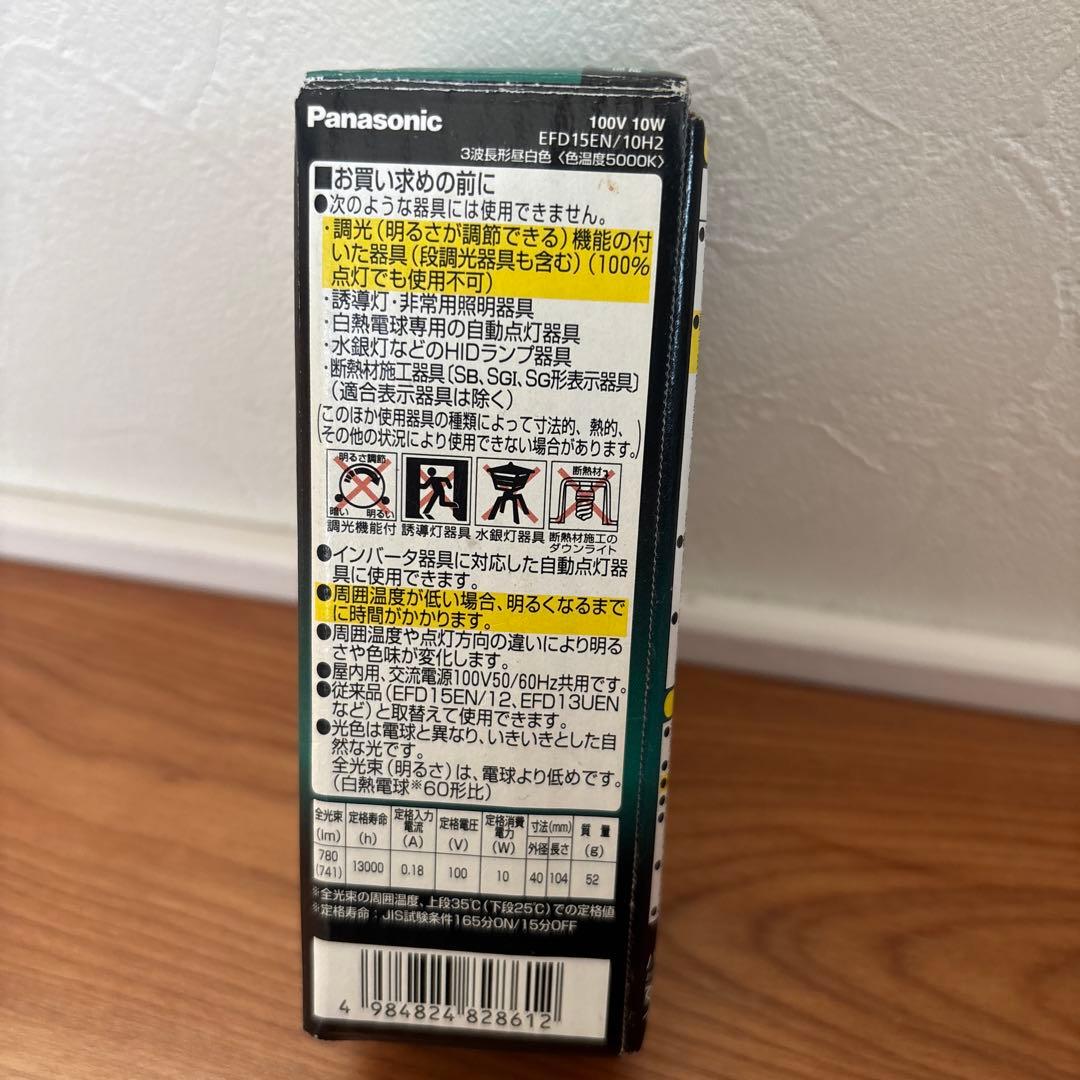 Panasonic
100V 10W
EFD15EN/10H2
3波長形昼白色〈色温度5000K〉
■お買い求めの前に
●次のような器具には使用できません。
・調光(明るさが調節できる)機能の付
いた器具(段調光器具も含む)(100%
点灯でも使用不可)
・誘導灯・非常用照明器具
・白熱電球専用の自動点灯器具
・水銀灯などのHIDランプ器具
・断熱材施工器具〔SB、SGI、SG形表示器具〕
(適合表示器具は除く)
(このほか使用器具の種類によって寸法的、熱的、
その他の状況により使用できない場合があります。)
明るさ調節
暗い 明るい
断熱材
調光機能付 誘導灯器具 水銀灯器具 断熱材施工の
ダウンライト
●インバータ器具に対応した自動点灯器
具に使用できます。
●周囲温度が低い場合、明るくなるまで
に時間がかかります。
●周囲温度や点灯方向の違いにより明る
さや色味が変化します。
●屋内用、交流電源100V50/60Hz共用です。
●従来品(EFD15EN/12、EFD13UEN
など)と取替えて使用できます。
●光色は電球と異なり、いきいきとした自
然な光です。
全光束(明るさ)は、電球より低めです。
(白熱電球※60形比)
全光束 定格寿命 定格入力 定格電圧 定格消費 寸法(mm) 質量
電流 電力
(lm) (h) (A) (V) (W) 外径 長さ (g)
780
(741) 13000 0.18 100 10 40 104 52
※全光束の周囲温度、上段35℃(下段25℃)での定格値
※定格寿命:JIS試験条件165分ON/15分OFF
4 984824 828612